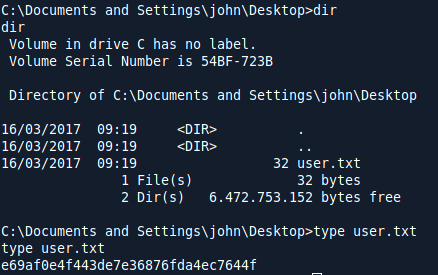 C:\Documents and Settings\john\Desktop>dir
dir
 Volume in drive C has no label.
 Volume Serial Number is 54BF-723B

 Directory of C:\Documents and Settings\john\Desktop

16/03/2017  09:19    <DIR>          .
16/03/2017  09:19    <DIR>          ..
16/03/2017  09:19                32 user.txt
               1 File(s)             32 bytes
               2 Dir(s)   6.472.753.152 bytes free

C:\Documents and Settings\john\Desktop>type user.txt
type user.txt
e69af0e4f443de7e36876fda4ec7644f